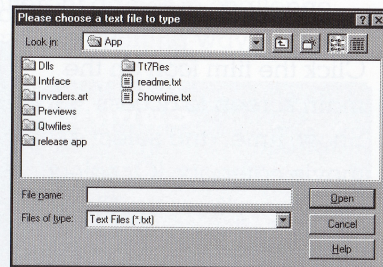 Please choose a text file to type
Look in: App
Dlls
Intrface
Invaders.art
Previews
Qtwfiles
release app
Tt7Res
readme.txt
Showtime.txt
File name:
Open
Files of type: Text Files (*.txt)
Cancel
Help